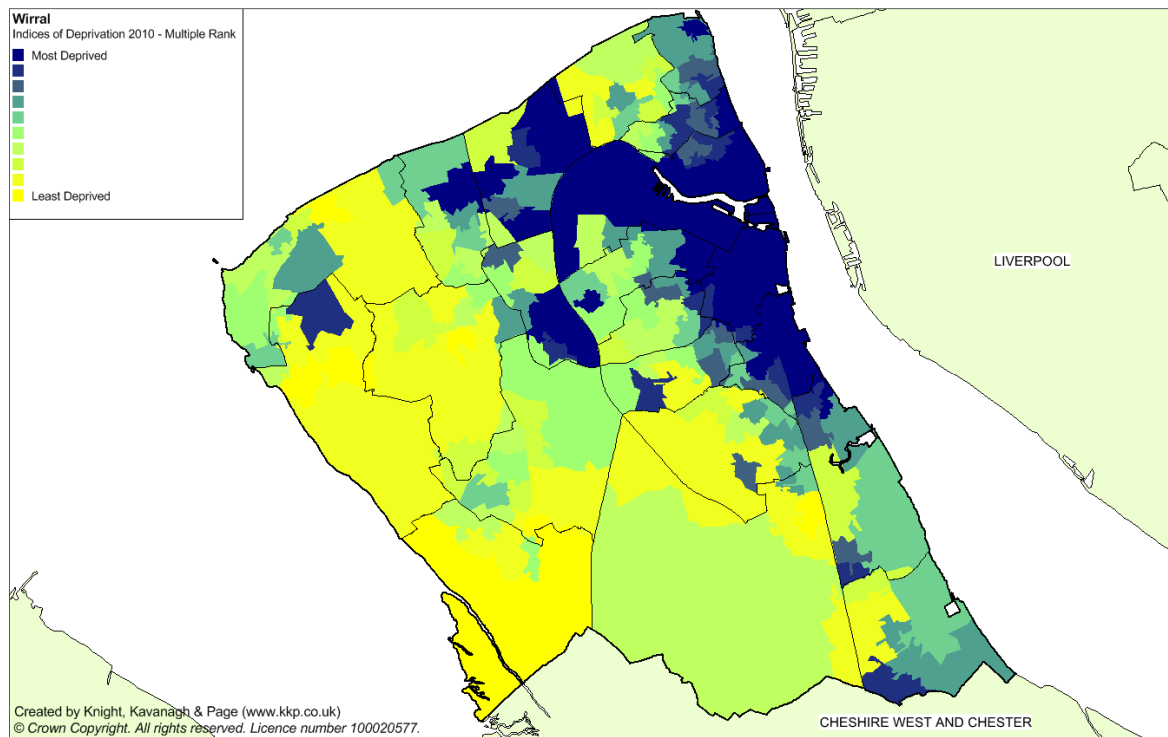 Wirral
Indices of Deprivation 2010 - Multiple Rank
Most Deprived
Least Deprived
LIVERPOOL
Created by Knight, Kavanagh & Page (www.kkp.co.uk)
© Crown Copyright. All rights reserved. Licence number 100020577.
CHESHIRE WEST AND CHESTER